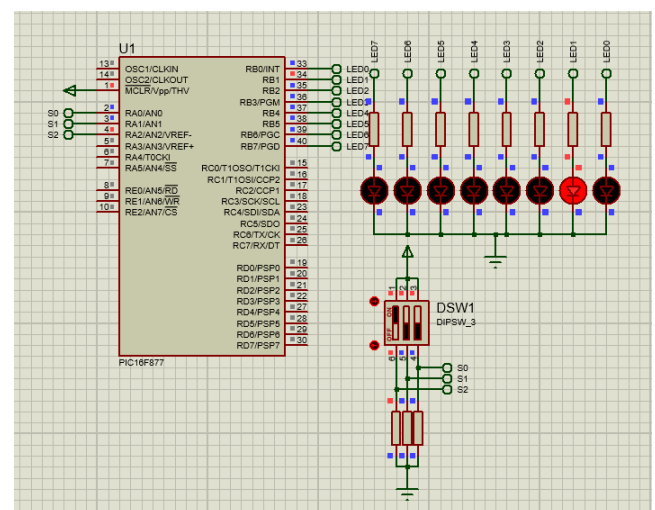 U1
13 OSC1/CLKIN RB0/INT 33 LED0
14 OSC2/CLKOUT RB1 34 LED1
1 MCLR/Vpp/THV RB2 35 LED2
RB3/PGM 36 LED3
S0 2 RA0/AN0 RB4 37 LED4
S1 3 RA1/AN1 RB5 38 LED5
S2 4 RA2/AN2/VREF- RB6/PGC 39 LED6
5 RA3/AN3/VREF+ RB7/PGD 40 LED7
6 RA4/T0CKI
7 RA5/AN4/SS RC0/T1OSO/T1CKI 15
RC1/T1OSI/CCP2 16
8 RE0/AN5/RD RC2/CCP1 17
9 RE1/AN6/WR RC3/SCK/SCL 18
10 RE2/AN7/CS RC4/SDI/SDA 23
RC5/SDO 24
RC6/TX/CK 25
RC7/RX/DT 26
RD0/PSP0 19
RD1/PSP1 20
RD2/PSP2 21
RD3/PSP3 22
RD4/PSP4 27
RD5/PSP5 28
RD6/PSP6 29
RD7/PSP7 30
PIC16F877
LED7 LED6 LED5 LED4 LED3 LED2 LED1 LED0
1 2 3
ON
OFF
DSW1
DIPSW_3
6 5 4
S0
S1
S2